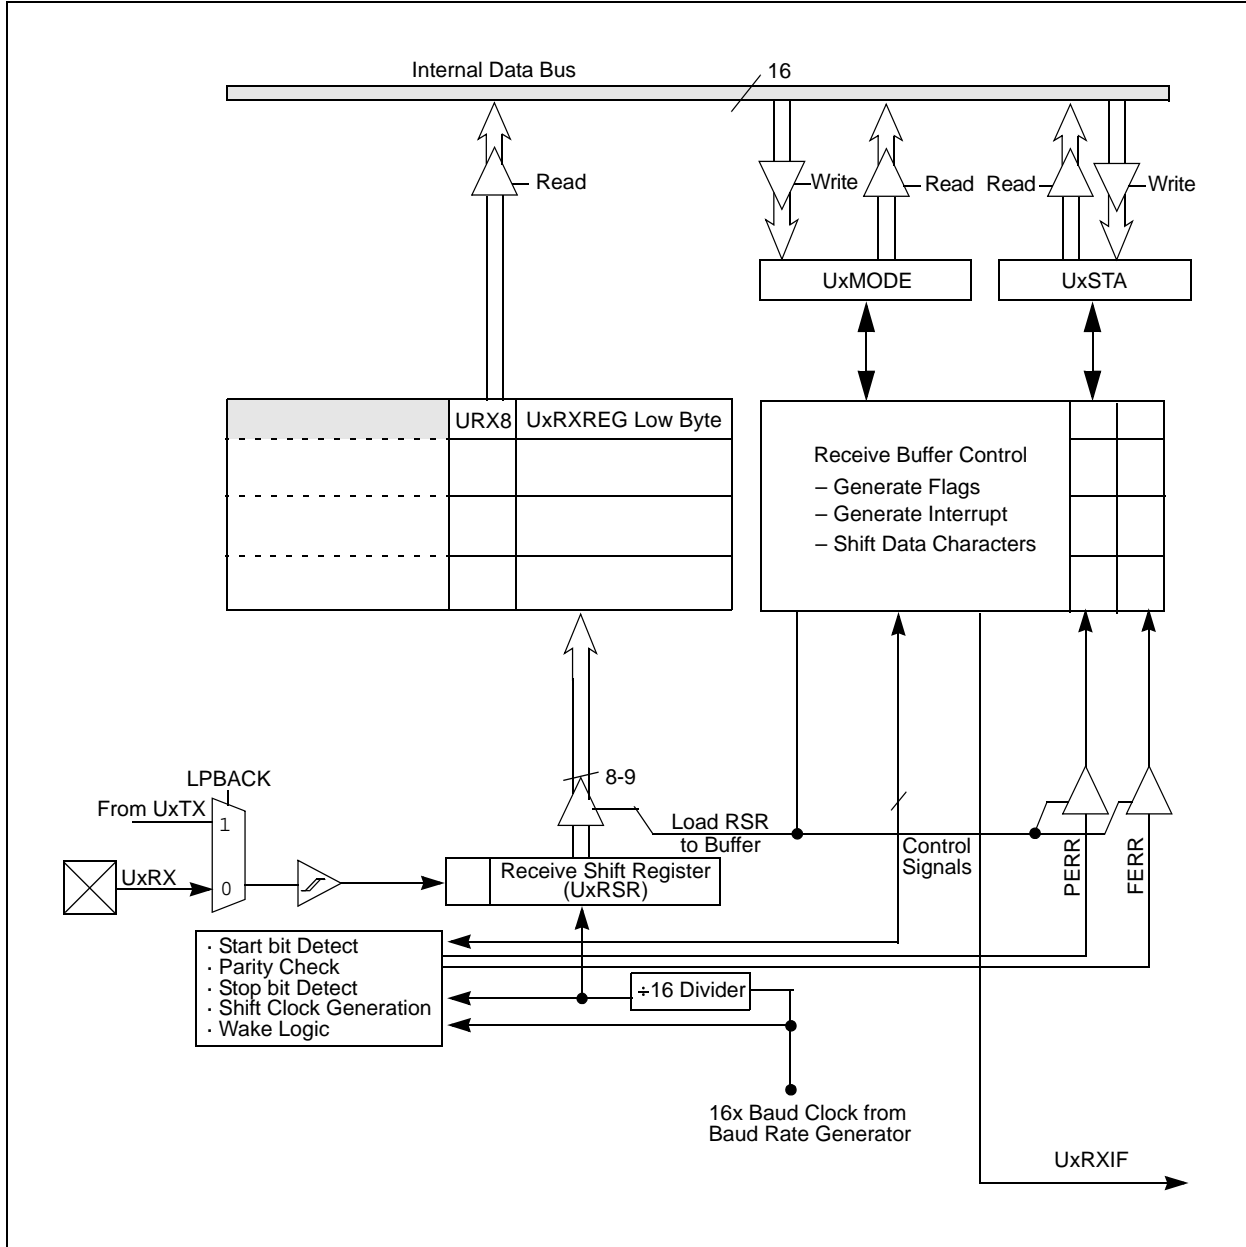 Internal Data Bus
16
Read
Write
Read
Read
Write
UxMODE
UxSTA
URX8
UxRXREG Low Byte
Receive Buffer Control
– Generate Flags
– Generate Interrupt
– Shift Data Characters
LPBACK
From UxTX
1
UxRX
0
8-9
Load RSR
to Buffer
Control
Signals
PERR
FERR
Receive Shift Register
(UxRSR)
· Start bit Detect
· Parity Check
· Stop bit Detect
· Shift Clock Generation
· Wake Logic
÷16 Divider
16x Baud Clock from
Baud Rate Generator
UxRXIF